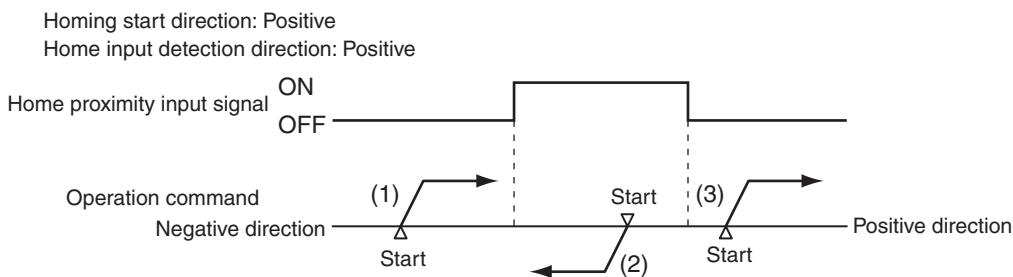 Homing start direction: Positive
Home input detection direction: Positive
ON
Home proximity input signal
OFF
Operation command
(1)
Start
(3)
Negative direction
Positive direction
Start
(2)
Start